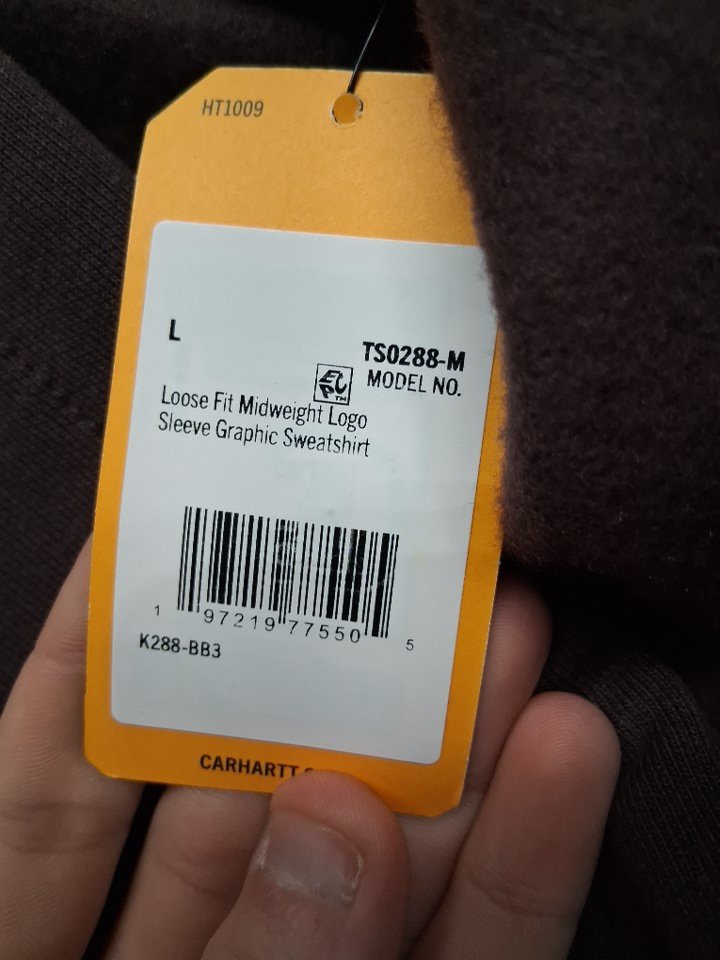 HT1009
L
TS0288-M
MODEL NO.
Loose Fit Midweight Logo
Sleeve Graphic Sweatshirt
1 97219 77550 5
K288-BB3
CARHARTT